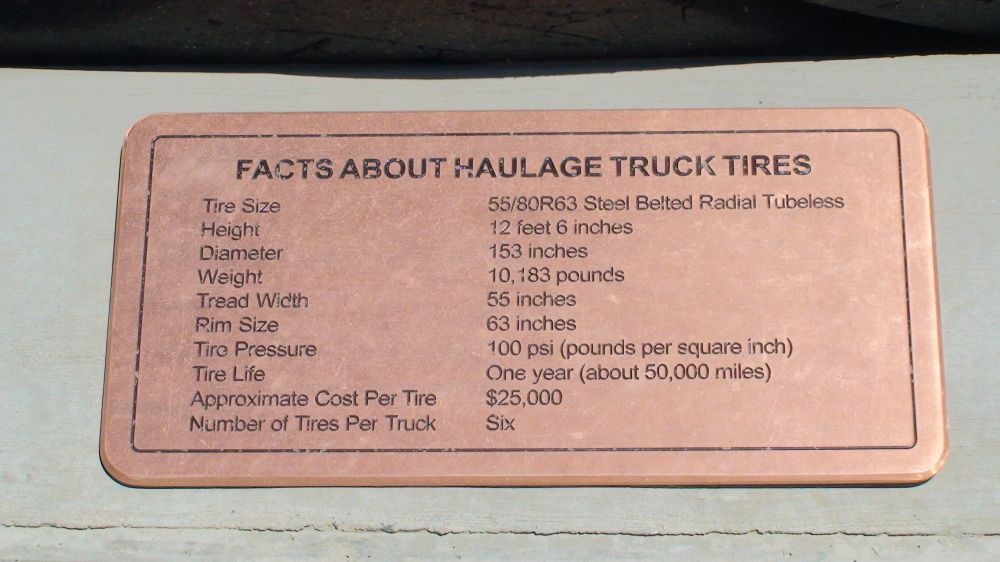 FACTS ABOUT HAULAGE TRUCK TIRES
Tire Size 55/80R63 Steel Belted Radial Tubeless
Height 12 feet 6 inches
Diameter 153 inches
Weight 10,183 pounds
Tread Width 55 inches
Rim Size 63 inches
Tire Pressure 100 psi (pounds per square inch)
Tire Life One year (about 50,000 miles)
Approximate Cost Per Tire $25,000
Number of Tires Per Truck Six